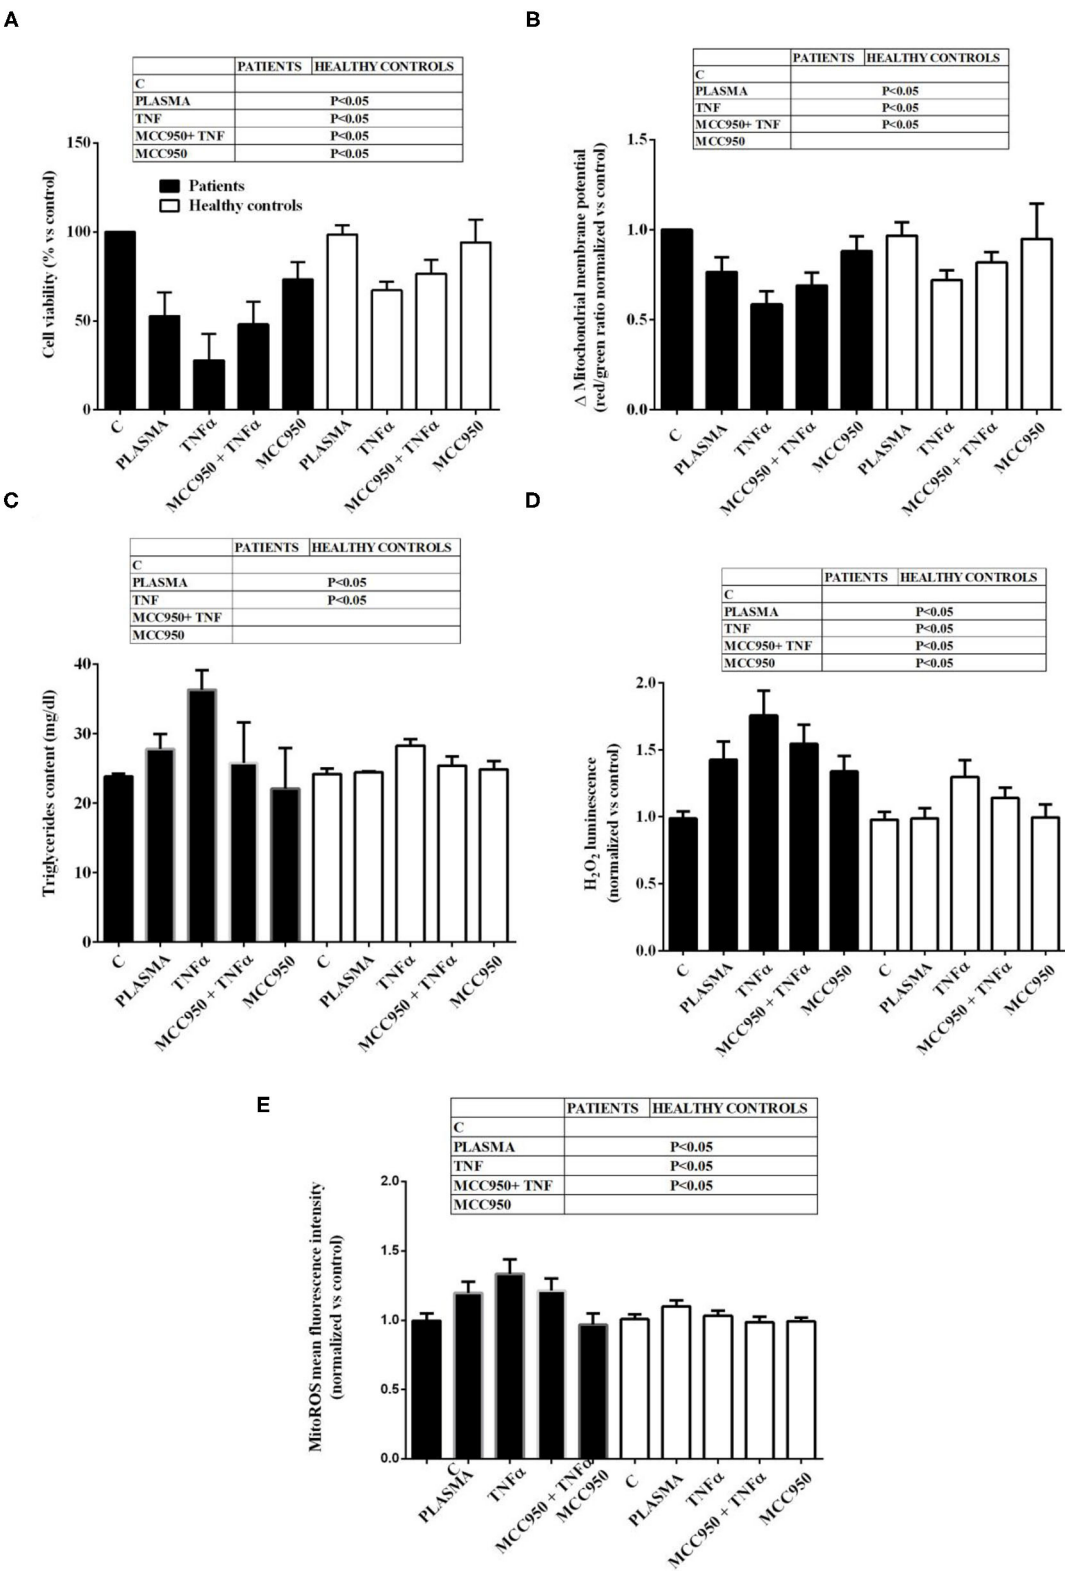 A
PATIENTS HEALTHY CONTROLS
C
PLASMA P<0.05
TNF P<0.05
MCC950+ TNF P<0.05
MCC950 P<0.05
Patients
Healthy controls
Cell viability (% vs control)
150
100
50
0
C PLASMA TNFα MCC950 + TNFα MCC950 PLASMA TNFα MCC950 + TNFα MCC950
B
PATIENTS HEALTHY CONTROLS
C
PLASMA P<0.05
TNF P<0.05
MCC950+ TNF P<0.05
MCC950
Δ Mitochondrial membrane potential
(red/green ratio normalized vs control)
1.5
1.0
0.5
0.0
C PLASMA TNFα MCC950 + TNFα MCC950 PLASMA TNFα MCC950 + TNFα MCC950
C
PATIENTS HEALTHY CONTROLS
C
PLASMA P<0.05
TNF P<0.05
MCC950+ TNF
MCC950
Triglycerides content (mg/dl)
40
30
20
10
0
C PLASMA TNFα MCC950 + TNFα MCC950 C PLASMA TNFα MCC950 + TNFα MCC950
D
PATIENTS HEALTHY CONTROLS
C
PLASMA P<0.05
TNF P<0.05
MCC950+ TNF P<0.05
MCC950 P<0.05
H₂O₂ luminescence
(normalized vs control)
2.0
1.5
1.0
0.5
0.0
C PLASMA TNFα MCC950 + TNFα MCC950 C PLASMA TNFα MCC950 + TNFα MCC950
E
PATIENTS HEALTHY CONTROLS
C
PLASMA P<0.05
TNF P<0.05
MCC950+ TNF P<0.05
MCC950
MitoROS mean fluorescence intensity
(normalized vs control)
2.0
1.5
1.0
0.5
0.0
C PLASMA TNFα MCC950 + TNFα MCC950 C PLASMA TNFα MCC950 + TNFα MCC950